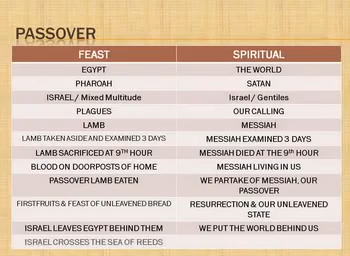 PASSOVER
FEAST SPIRITUAL
EGYPT THE WORLD
PHAROAH SATAN
ISRAEL / Mixed Multitude Israel / Gentiles
PLAGUES OUR CALLING
LAMB MESSIAH
LAMB TAKEN ASIDE AND EXAMINED 3 DAYS MESSIAH EXAMINED 3 DAYS
LAMB SACRIFICED AT 9TH HOUR MESSIAH DIED AT THE 9th HOUR
BLOOD ON DOORPOSTS OF HOME MESSIAH LIVING IN US
PASSOVER LAMB EATEN WE PARTAKE OF MESSIAH, OUR
PASSOVER
FIRSTFRUITS & FEAST OF UNLEAVENED BREAD RESURRECTION & OUR UNLEAVENED
STATE
ISRAEL LEAVES EGYPT BEHIND THEM WE PUT THE WORLD BEHIND US
ISRAEL CROSSES THE SEA OF REEDS